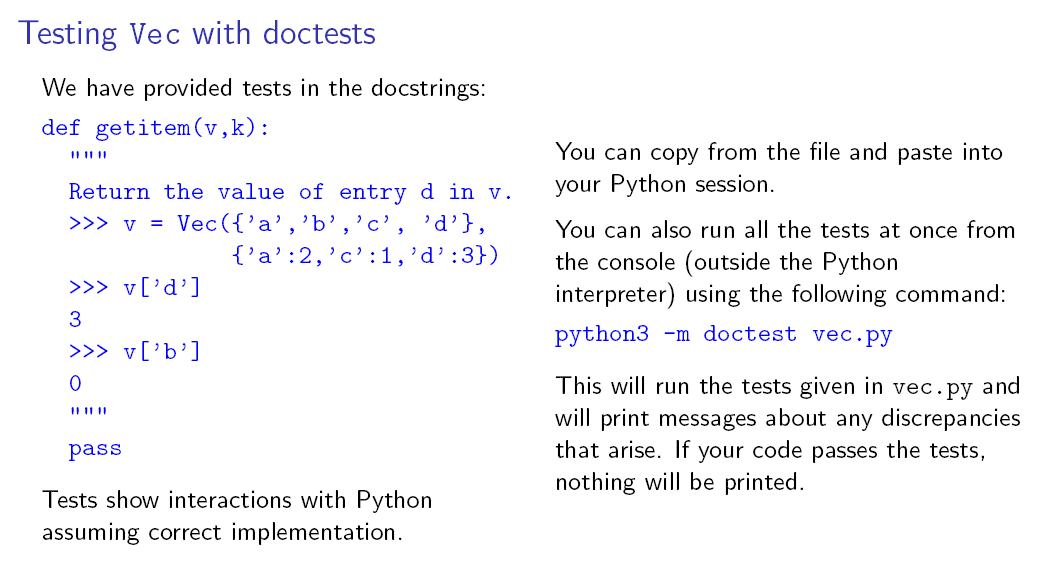 Testing Vec with doctests
We have provided tests in the docstrings:
def getitem(v,k):
"""
Return the value of entry d in v.
>>> v = Vec({'a','b','c', 'd'},
{'a':2,'c':1,'d':3})
>>> v['d']
3
>>> v['b']
0
"""
pass
Tests show interactions with Python
assuming correct implementation.
You can copy from the file and paste into
your Python session.
You can also run all the tests at once from
the console (outside the Python
interpreter) using the following command:
python3 -m doctest vec.py
This will run the tests given in vec.py and
will print messages about any discrepancies
that arise. If your code passes the tests,
nothing will be printed.